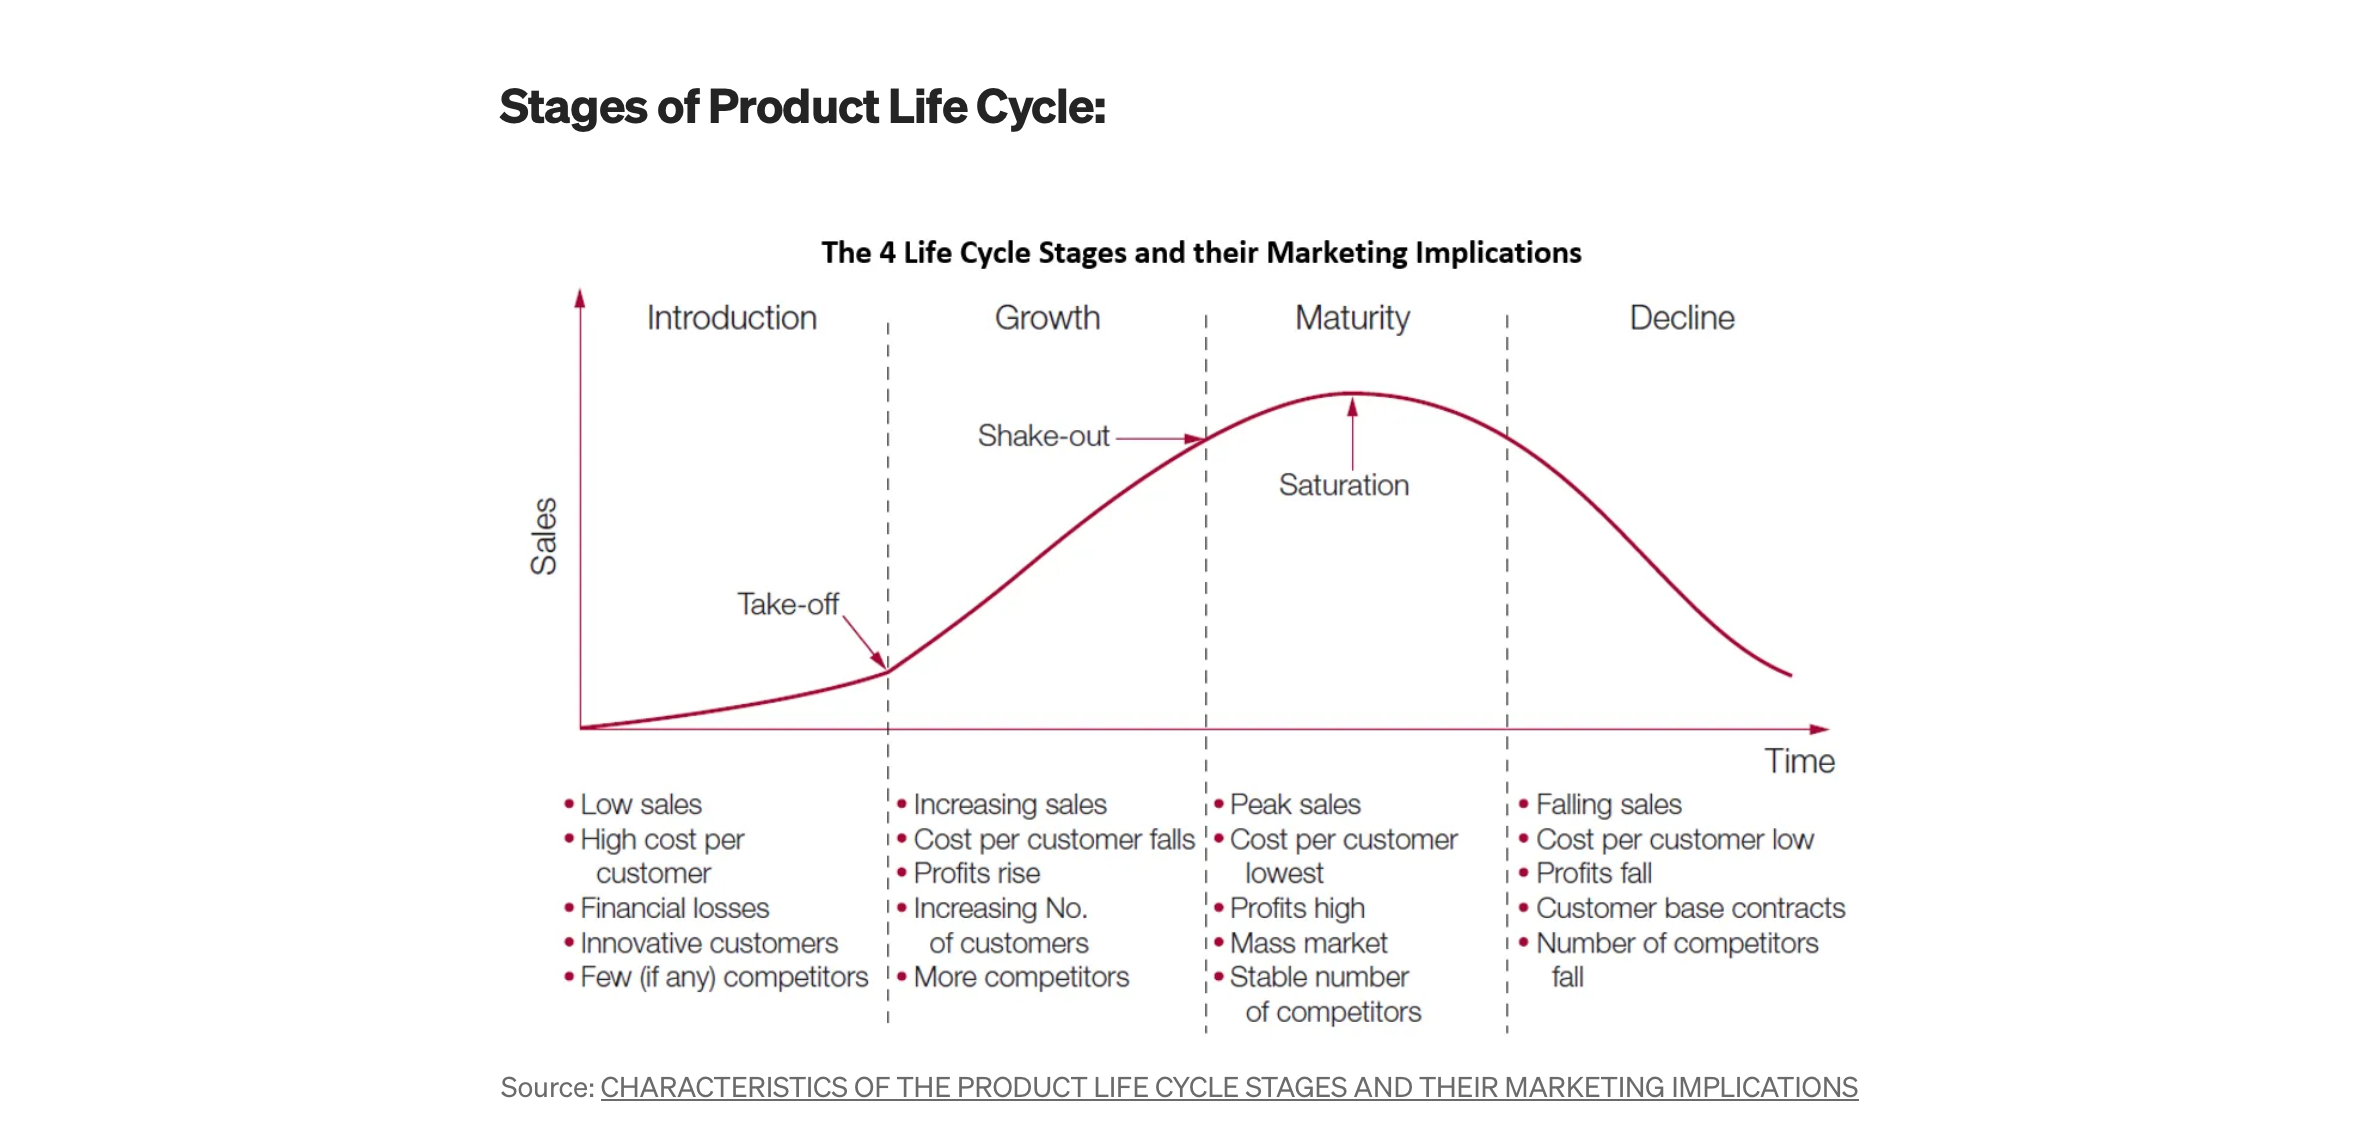 Stages of Product Life Cycle:
The 4 Life Cycle Stages and their Marketing Implications
Introduction
Growth
Maturity
Decline
Shake-out
Saturation
Sales
Take-off
Time
• Low sales
• High cost per
customer
• Financial losses
• Innovative customers
• Few (if any) competitors
• Increasing sales
• Cost per customer falls
• Profits rise
• Increasing No.
of customers
• More competitors
• Peak sales
• Cost per customer
lowest
• Profits high
• Mass market
• Stable number
of competitors
• Falling sales
• Cost per customer low
• Profits fall
• Customer base contracts
• Number of competitors
fall
Source: CHARACTERISTICS OF THE PRODUCT LIFE CYCLE STAGES AND THEIR MARKETING IMPLICATIONS